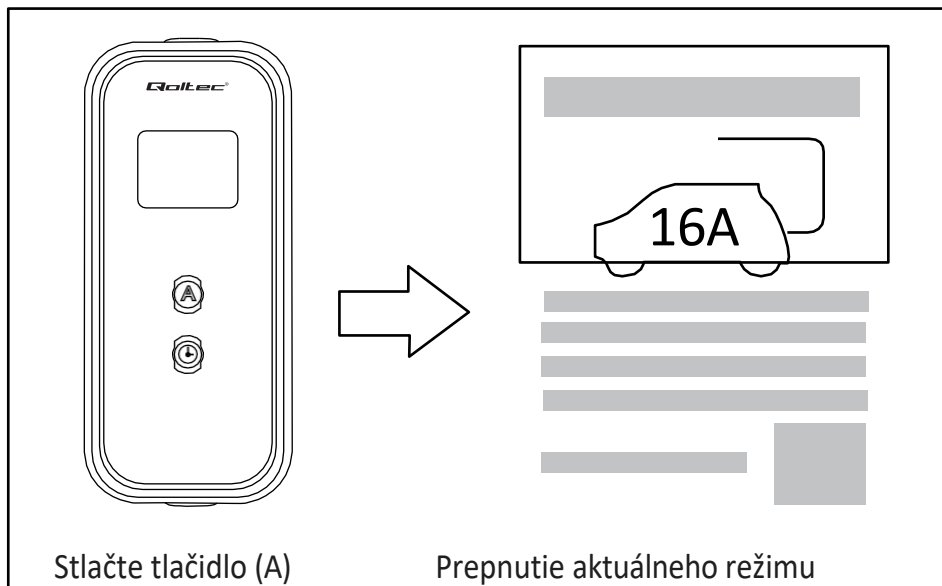 Qoltec®
A
16A
Stlačte tlačidlo (A)
Prepnutie aktuálneho režimu